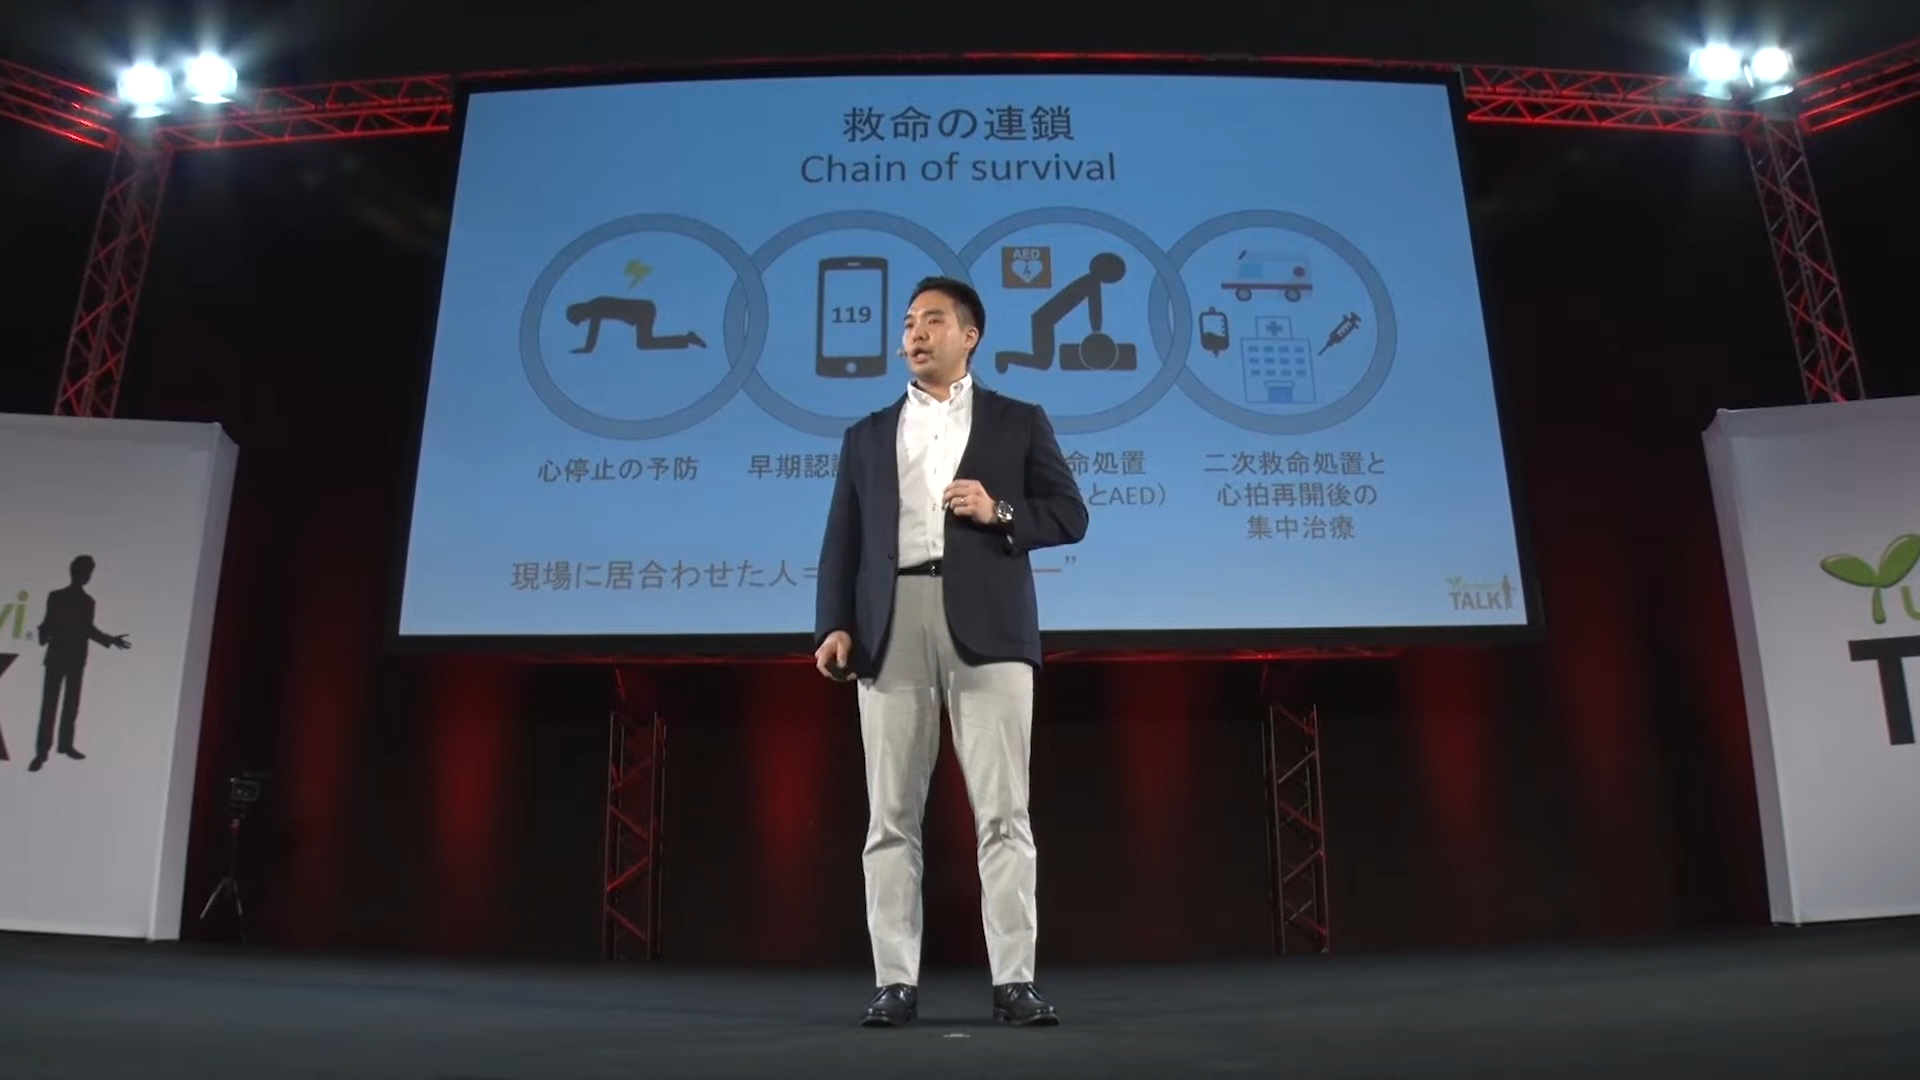 救命の連鎖
Chain of survival
AED
119
心停止の予防
早期認
命処置
とAED）
二次救命処置と
心拍再開後の
集中治療
現場に居合わせた人=
ー”
TALK
vi
T